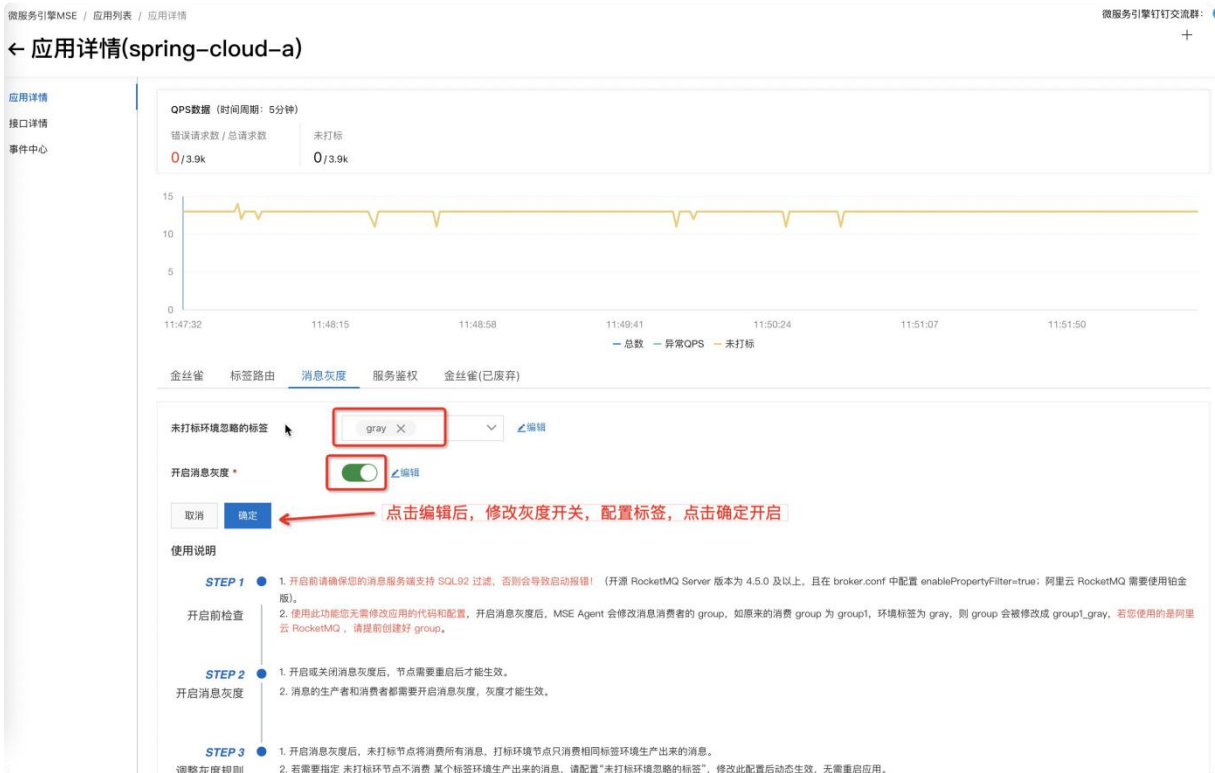 微服务引擎MSE / 应用列表 / 应用详情
微服务引擎钉钉交流群：
← 应用详情(spring-cloud-a)
+
应用详情
接口详情
事件中心
QPS数据（时间周期：5分钟）
错误请求数 / 总请求数
未打标
0/3.9k
0/3.9k
15
10
5
0
11:47:32
11:48:15
11:48:58
11:49:41
11:50:24
11:51:07
11:51:50
总数 异常QPS 未打标
金丝雀 标签路由 消息灰度 服务鉴权 金丝雀(已废弃)
未打标环境忽略的标签
gray ×
编辑
开启消息灰度 *
编辑
取消 确定
点击编辑后，修改灰度开关，配置标签，点击确定开启
使用说明
STEP 1
开启前检查
1. 开启前请确保您的消息服务端支持 SQL92 过滤，否则会导致启动报错！（开源 RocketMQ Server 版本为 4.5.0 及以上，且在 broker.conf 中配置 enablePropertyFilter=true；阿里云 RocketMQ 需要使用铂金
版)。
2. 使用此功能您无需修改应用的代码和配置，开启消息灰度后，MSE Agent 会修改消息消费者的 group，如原来的消费 group 为 group1，环境标签为 gray，则 group 会被修改成 group1_gray，若您使用的是阿里
云 RocketMQ ，请提前创建好 group。
STEP 2
开启消息灰度
1. 开启或关闭消息灰度后，节点需要重启后才能生效。
2. 消息的生产者和消费者都需要开启消息灰度，灰度才能生效。
STEP 3
调整灰度规则
1. 开启消息灰度后，未打标节点将消费所有消息，打标环境节点只消费相同标签环境生产出来的消息。
2. 若需要指定 未打标环节点不消费 某个标签环境生产出来的消息，请配置“未打标环境忽略的标签”，修改此配置后动态生效，无需重启应用。